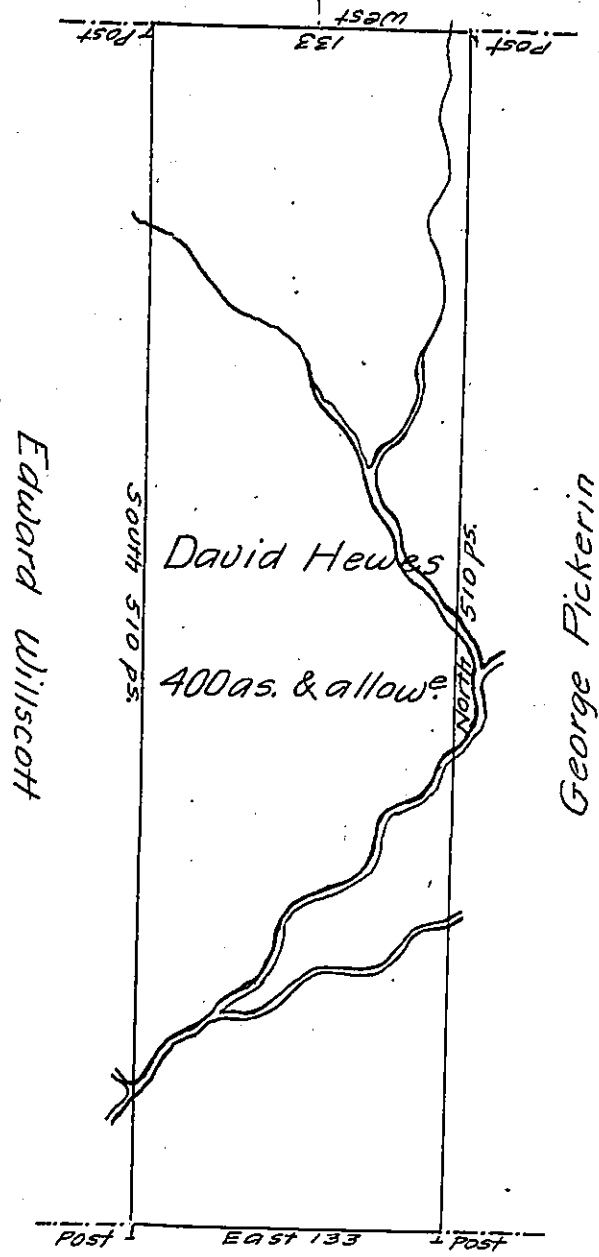 West
Post 133 Post
Edward Willscott
South 510 ps.
David Hewes
400as. & allowe.
North 510 ps.
George Pickerin
Post East 133 Post